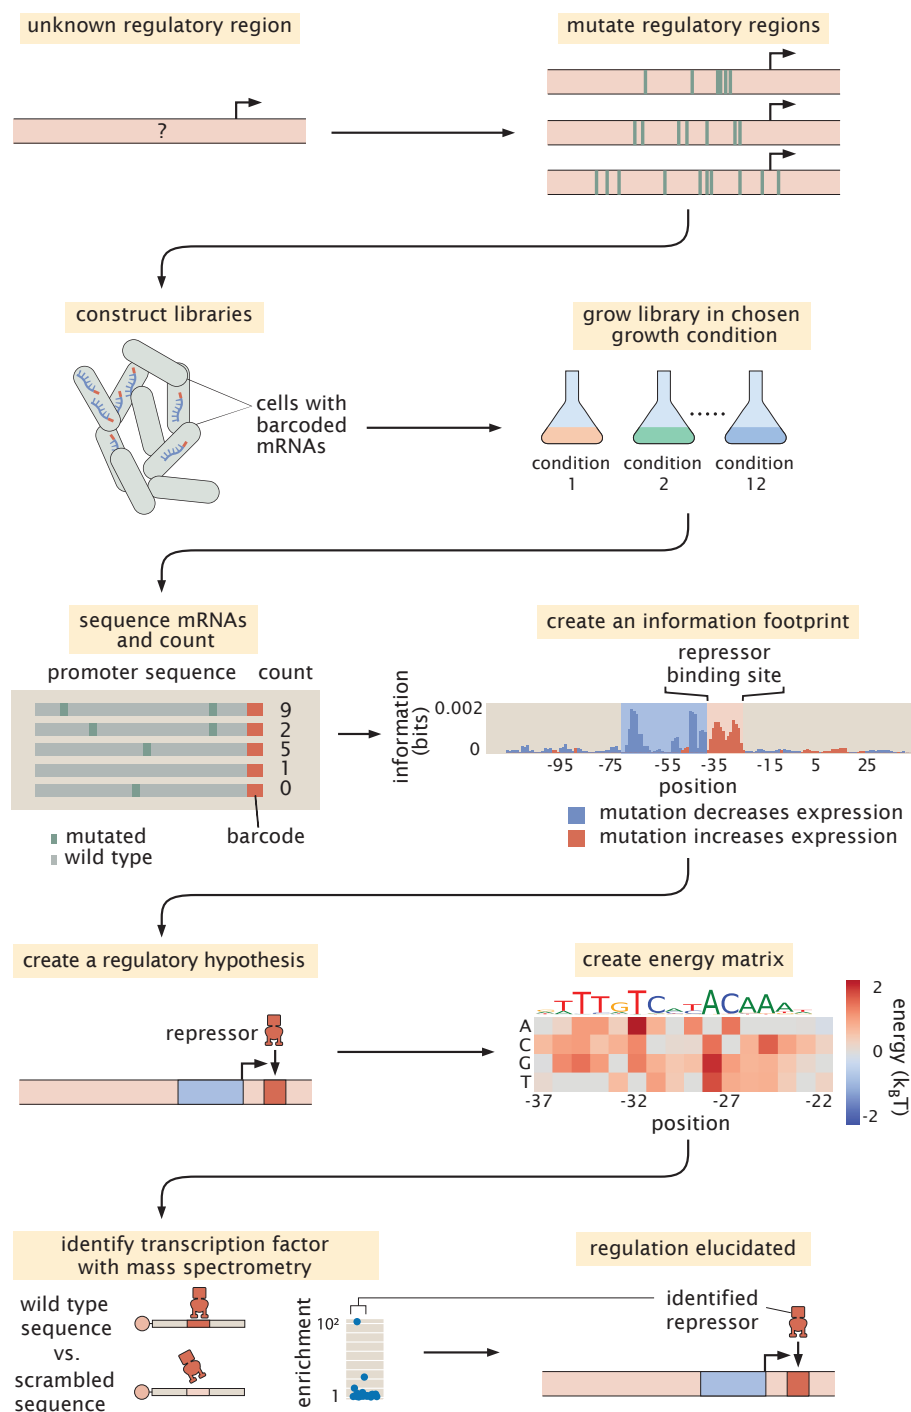 unknown regulatory region
mutate regulatory regions
?
construct libraries
grow library in chosen
growth condition
cells with
barcoded
mRNAs
condition
1
condition
2
condition
12
sequence mRNAs
and count
create an information footprint
promoter sequence
count
9
2
5
1
0
mutated
wild type
barcode
repressor
binding site
information
(bits)
0.002
0
-95
-75
-55
-35
-15
5
25
position
mutation decreases expression
mutation increases expression
create a regulatory hypothesis
create energy matrix
repressor
TTTGTC
ACAAA
A
C
G
T
-37
-32
-27
-22
position
2
0
-2
energy (kBT)
identify transcription factor
with mass spectrometry
regulation elucidated
wild type
sequence
vs.
scrambled
sequence
enrichment
10²
1
identified
repressor